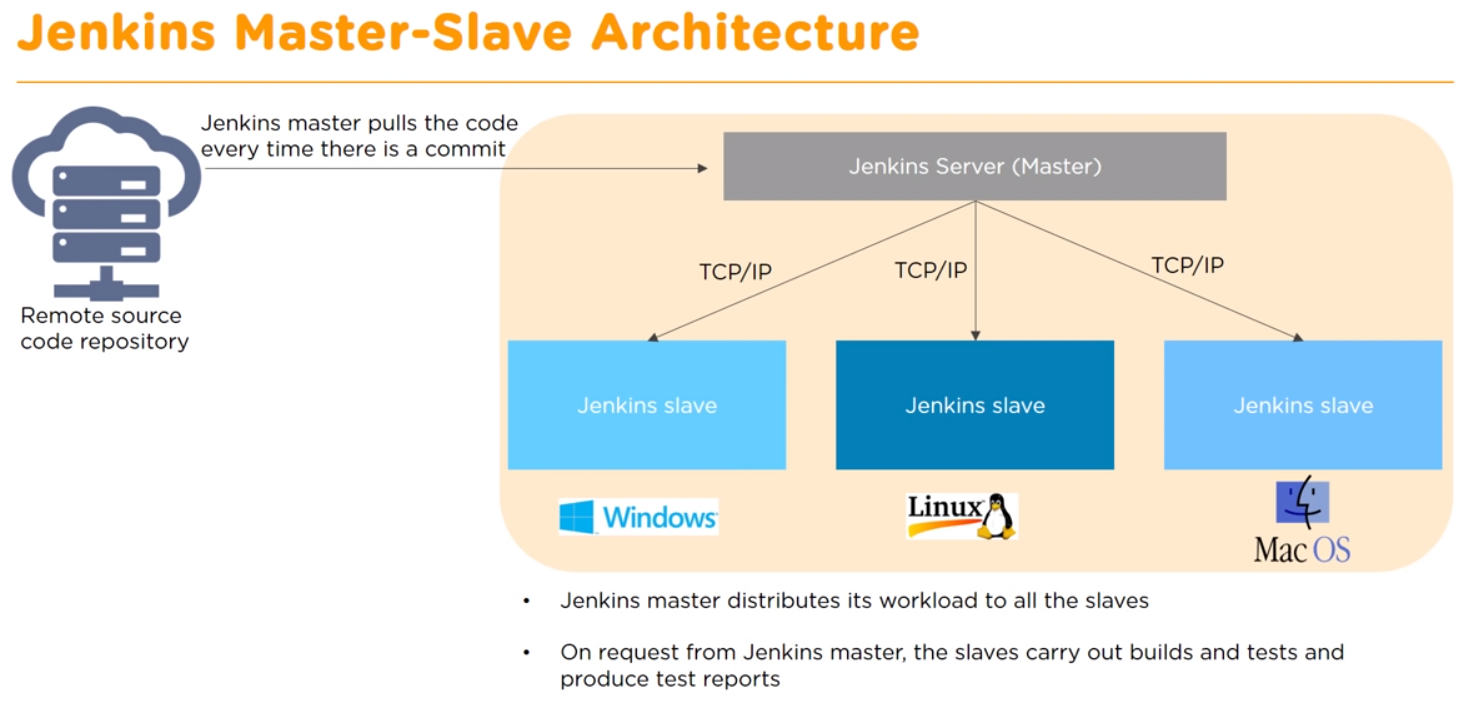 Jenkins Master-Slave Architecture
Jenkins master pulls the code
every time there is a commit
Jenkins Server (Master)
TCP/IP
TCP/IP
TCP/IP
Remote source
code repository
Jenkins slave
Jenkins slave
Jenkins slave
Windows
Linux
Mac OS
• Jenkins master distributes its workload to all the slaves
• On request from Jenkins master, the slaves carry out builds and tests and
produce test reports